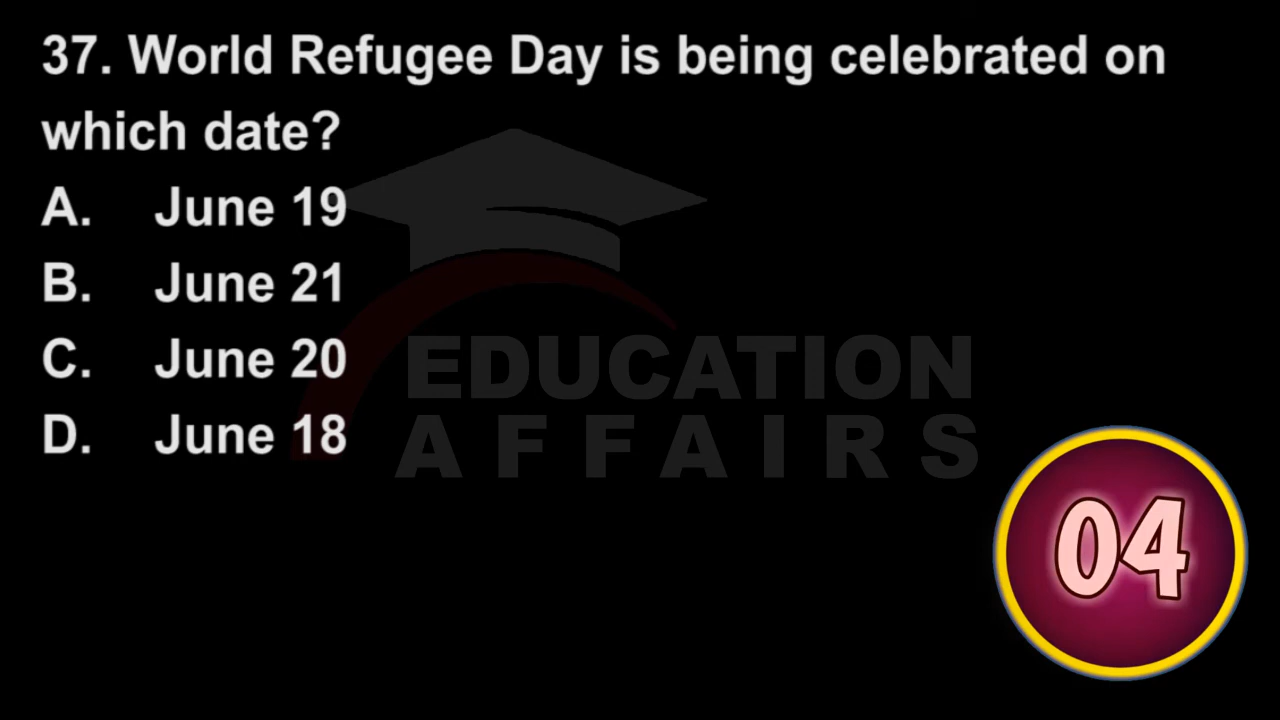 37. World Refugee Day is being celebrated on
which date?
A. June 19
B. June 21
C. June 20
D. June 18
EDUCATION
AFFAIRS
04